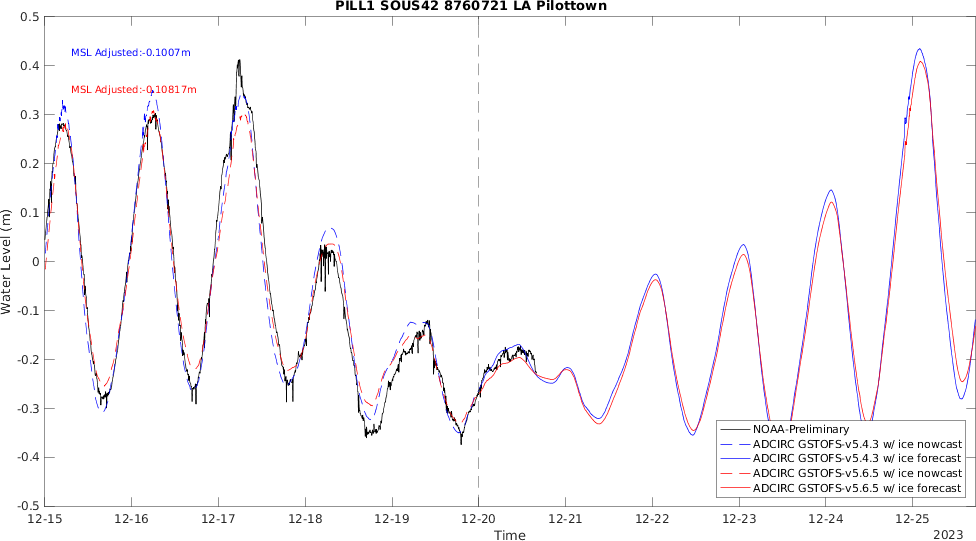 PILL1 SOUS42 8760721 LA Pilottown
MSL Adjusted:-0.1007m
MSL Adjusted:-0.10817m
Water Level (m)
0.5
0.4
0.3
0.2
0.1
0
-0.1
-0.2
-0.3
-0.4
-0.5
NOAA-Preliminary
ADCIRC GSTOFS-v5.4.3 w/ ice nowcast
ADCIRC GSTOFS-v5.4.3 w/ ice forecast
ADCIRC GSTOFS-v5.6.5 w/ ice nowcast
ADCIRC GSTOFS-v5.6.5 w/ ice forecast
12-15 12-16 12-17 12-18 12-19 12-20 12-21 12-22 12-23 12-24 12-25
Time
2023